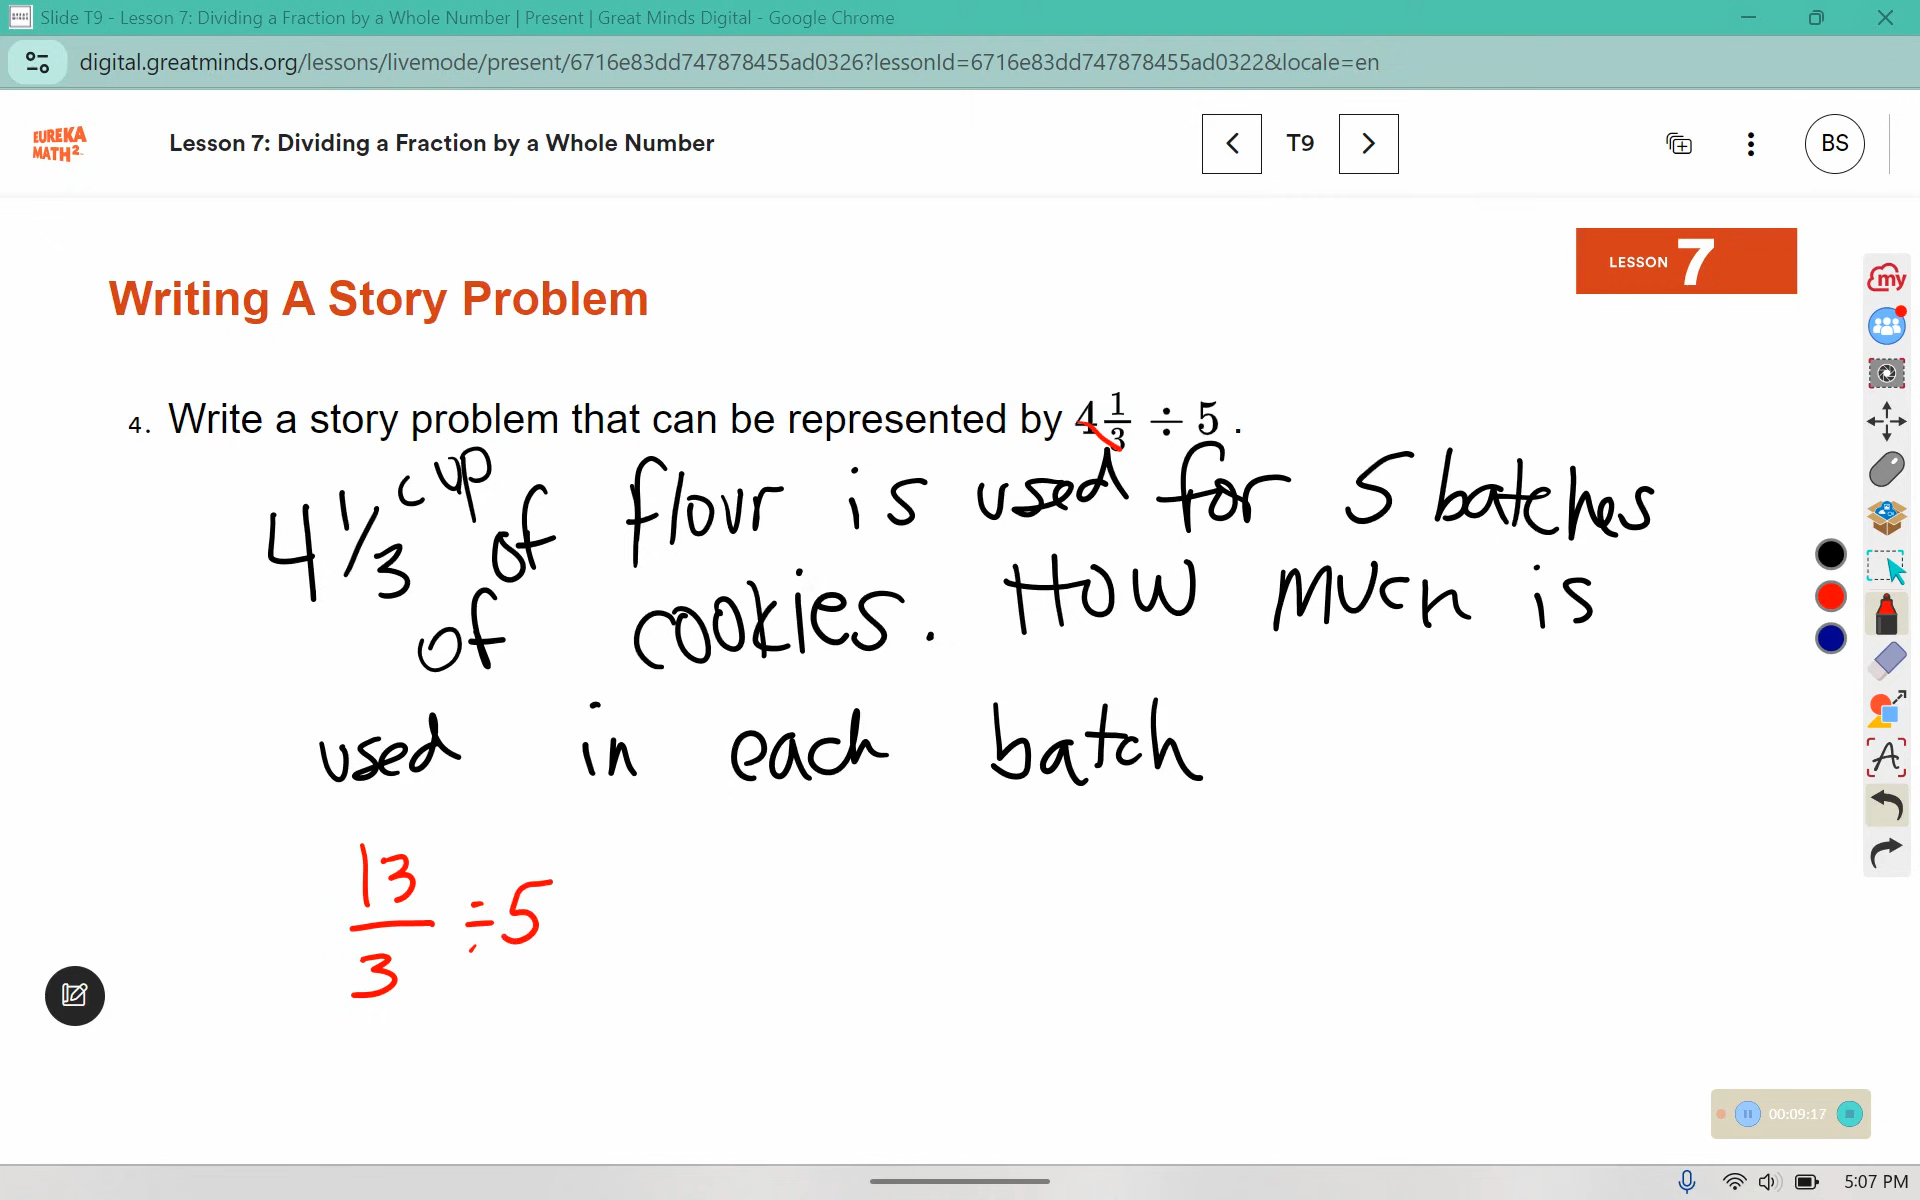 Slide T9 - Lesson 7: Dividing a Fraction by a Whole Number | Present | Great Minds Digital - Google Chrome
digital.greatminds.org/lessons/livemode/present/6716e83dd747878455ad0326?lessonId=6716e83dd747878455ad0322&locale=en
EUREKA MATH² Lesson 7: Dividing a Fraction by a Whole Number T9 BS
LESSON 7
Writing A Story Problem
4. Write a story problem that can be represented by 4 1/3 ÷ 5 .
4 1/3 cup of flour is used for 5 batches
of cookies. How much is
used in each batch
13/3 ÷ 5
my
A
00:09:17
5:07 PM